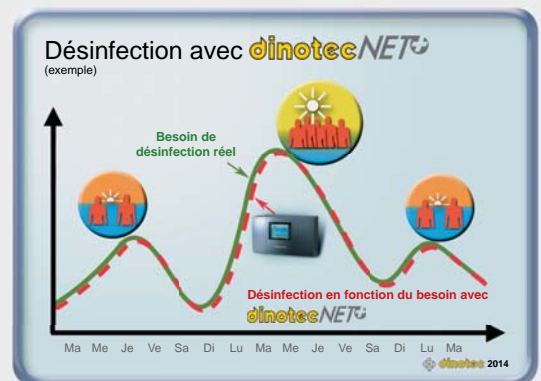 Désinfection avec dinotecNET
(exemple)
Besoin de
désinfection réel
Désinfection en fonction du besoin avec
dinotecNET
Ma Me Je Ve Sa Di Lu Ma Me Je Ve Sa Di Lu Ma
dinotec 2014